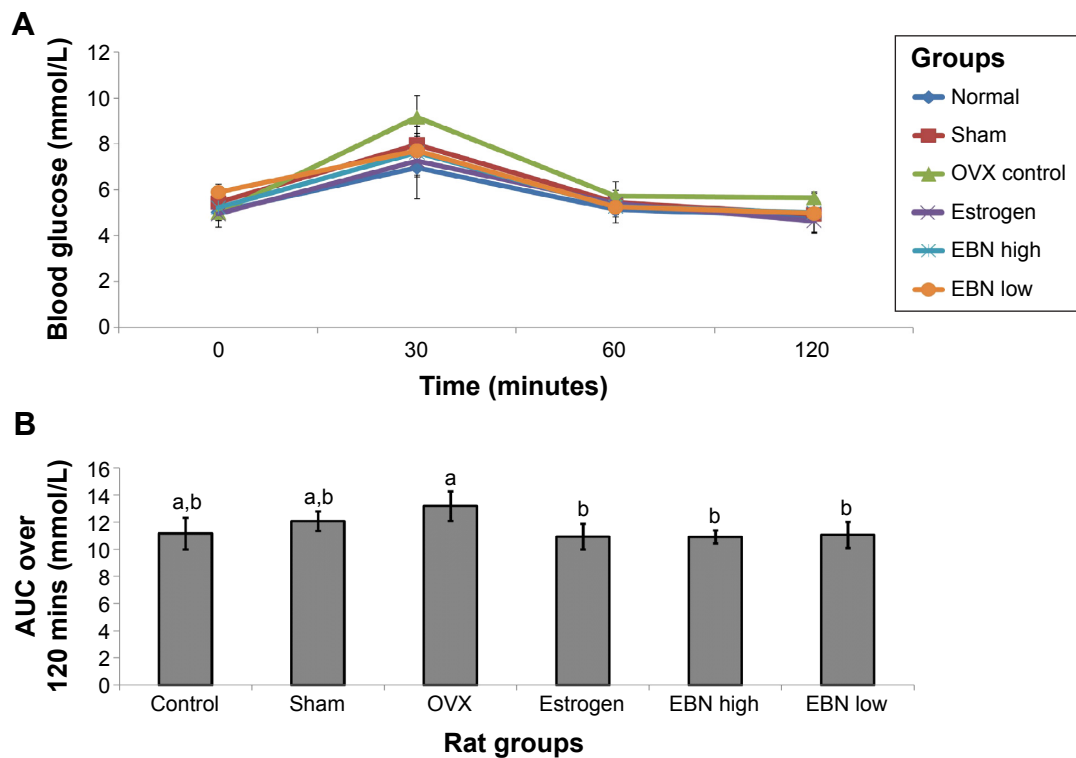 A
Blood glucose (mmol/L)
12
10
8
6
4
2
0
0 30 60 120
Time (minutes)
Groups
Normal
Sham
OVX control
Estrogen
EBN high
EBN low
B
AUC over
120 mins (mmol/L)
16
14
12
10
8
6
4
2
0
a,b a,b a b b b
Control Sham OVX Estrogen EBN high EBN low
Rat groups